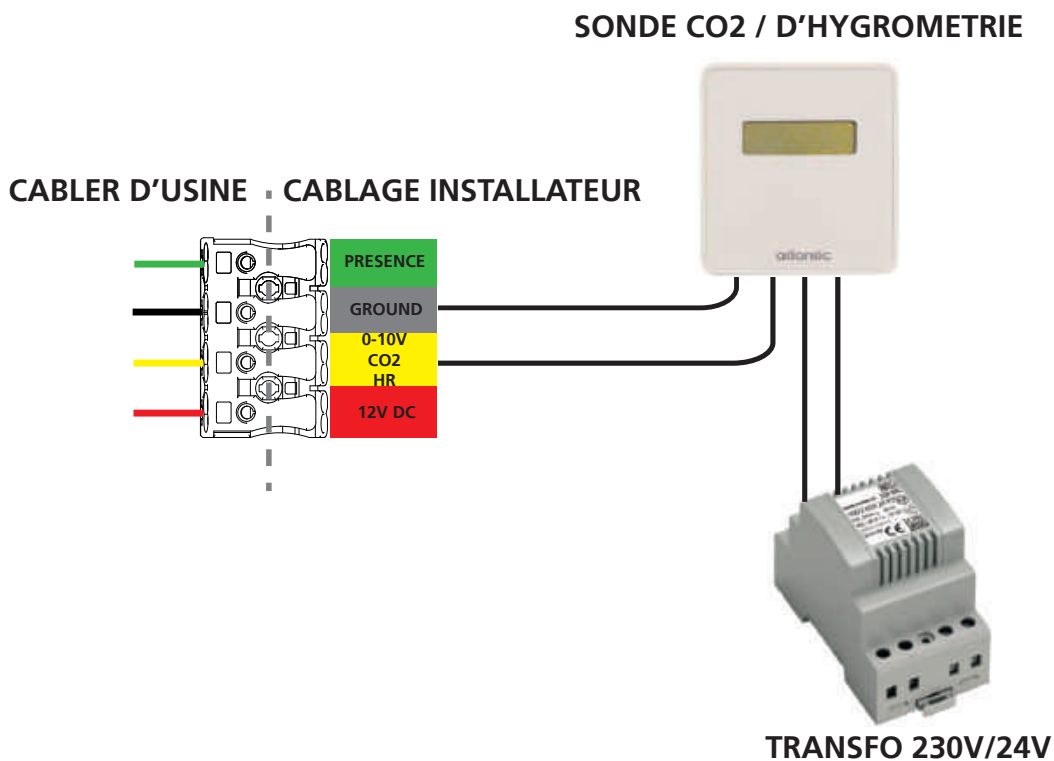 SONDE CO2 / D'HYGROMETRIE
CABLER D'USINE
CABLAGE INSTALLATEUR
PRESENCE
GROUND
0-10V
CO2
HR
12V DC
atlantic
TRANSFO 230V/24V